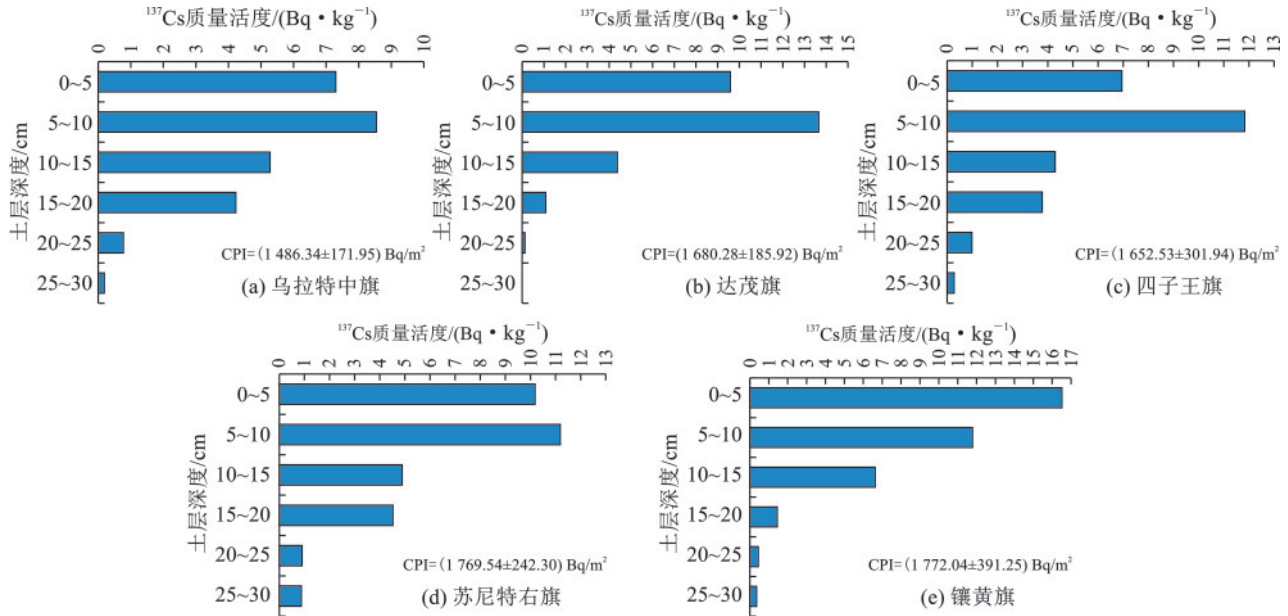 ¹³⁷Cs质量活度/(Bq·kg⁻¹)
0 1 2 3 4 5 6 7 8 9 10
土层深度/cm
0~5
5~10
10~15
15~20
20~25
25~30
CPI=(1 486.34±171.95) Bq/m²
(a) 乌拉特中旗
¹³⁷Cs质量活度/(Bq·kg⁻¹)
0 1 2 3 4 5 6 7 8 9 10 11 12 13 14 15
土层深度/cm
0~5
5~10
10~15
15~20
20~25
25~30
CPI=(1 680.28±185.92) Bq/m²
(b) 达茂旗
¹³⁷Cs质量活度/(Bq·kg⁻¹)
0 1 2 3 4 5 6 7 8 9 10 11 12 13
土层深度/cm
0~5
5~10
10~15
15~20
20~25
25~30
CPI=(1 652.53±301.94) Bq/m²
(c) 四子王旗
¹³⁷Cs质量活度/(Bq·kg⁻¹)
0 1 2 3 4 5 6 7 8 9 10 11 12 13
土层深度/cm
0~5
5~10
10~15
15~20
20~25
25~30
CPI=(1 769.54±242.30) Bq/m²
(d) 苏尼特右旗
¹³⁷Cs质量活度/(Bq·kg⁻¹)
0 1 2 3 4 5 6 7 8 9 10 11 12 13 14 15 16 17
土层深度/cm
0~5
5~10
10~15
15~20
20~25
25~30
CPI=(1 772.04±391.25) Bq/m²
(e) 镶黄旗